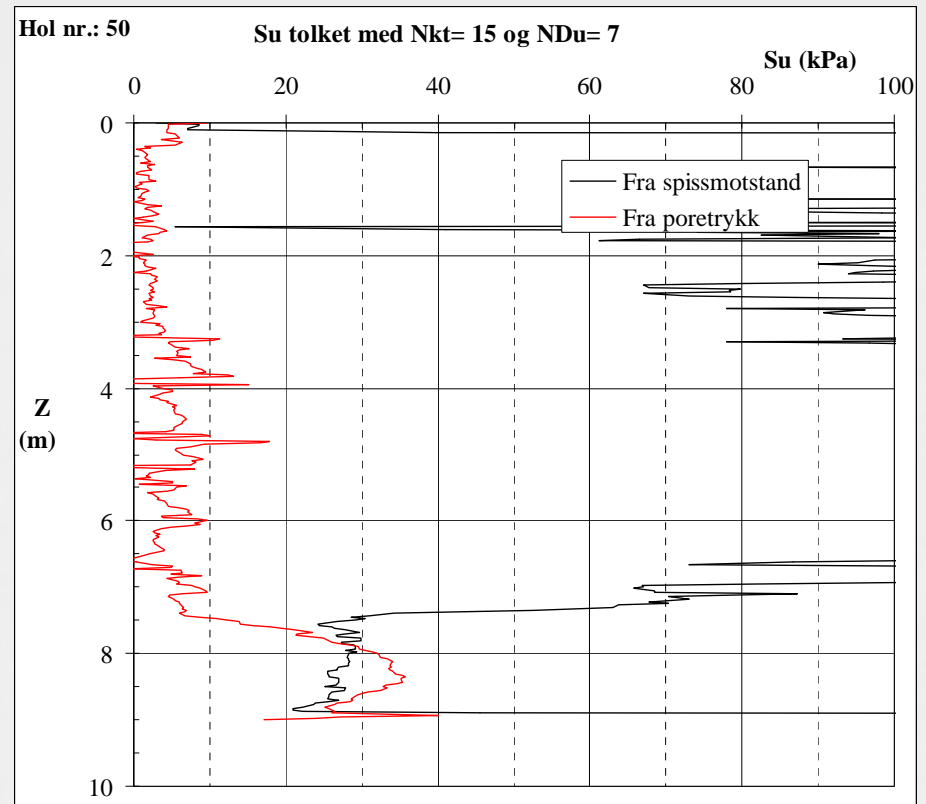 Hol nr.: 50
Su tolket med Nkt= 15 og NDu= 7
Su (kPa)
0 20 40 60 80 100
0
Fra spissmotstand
Fra poretrykk
2
4
Z
(m)
6
8
10